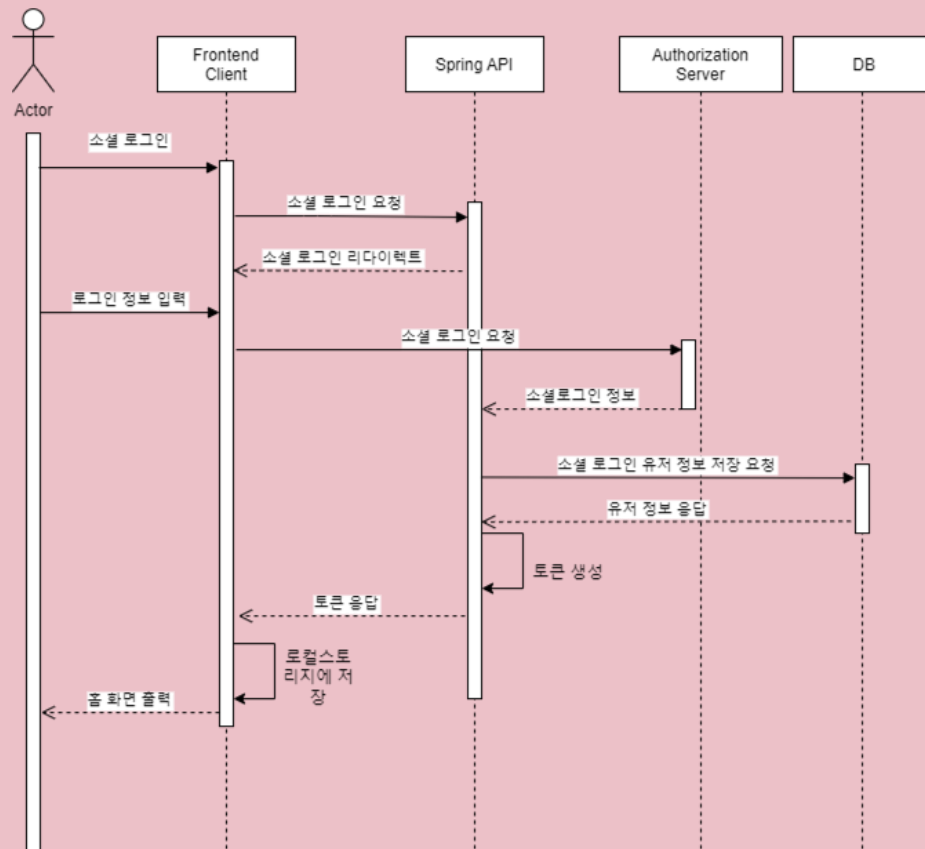 Frontend
Client
Spring API
Authorization
Server
DB
Actor
소셜 로그인
소셜 로그인 요청
소셜 로그인 리다이렉트
로그인 정보 입력
소셜 로그인 요청
소셜로그인 정보
소셜 로그인 유저 정보 저장 요청
유저 정보 응답
토큰 생성
토큰 응답
로컬스토
리지에 저
장
홈 화면 출력